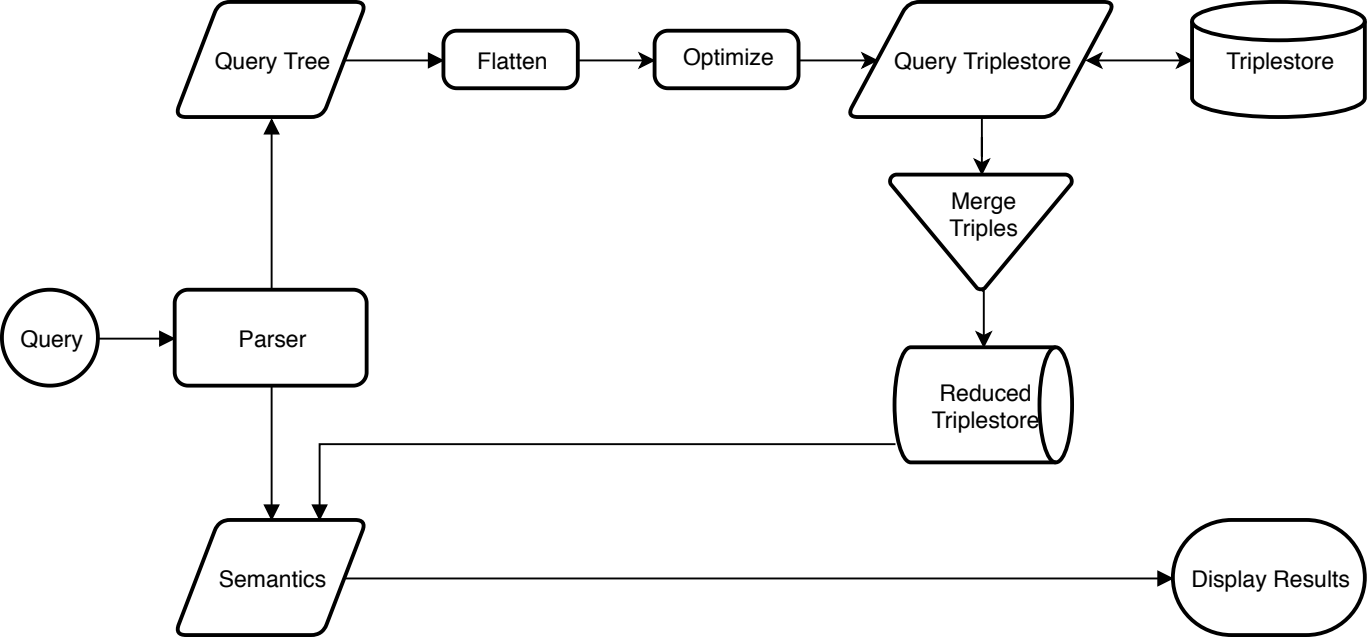 Query Tree
Flatten
Optimize
Query Triplestore
Triplestore
Merge
Triples
Query
Parser
Reduced
Triplestore
Semantics
Display Results